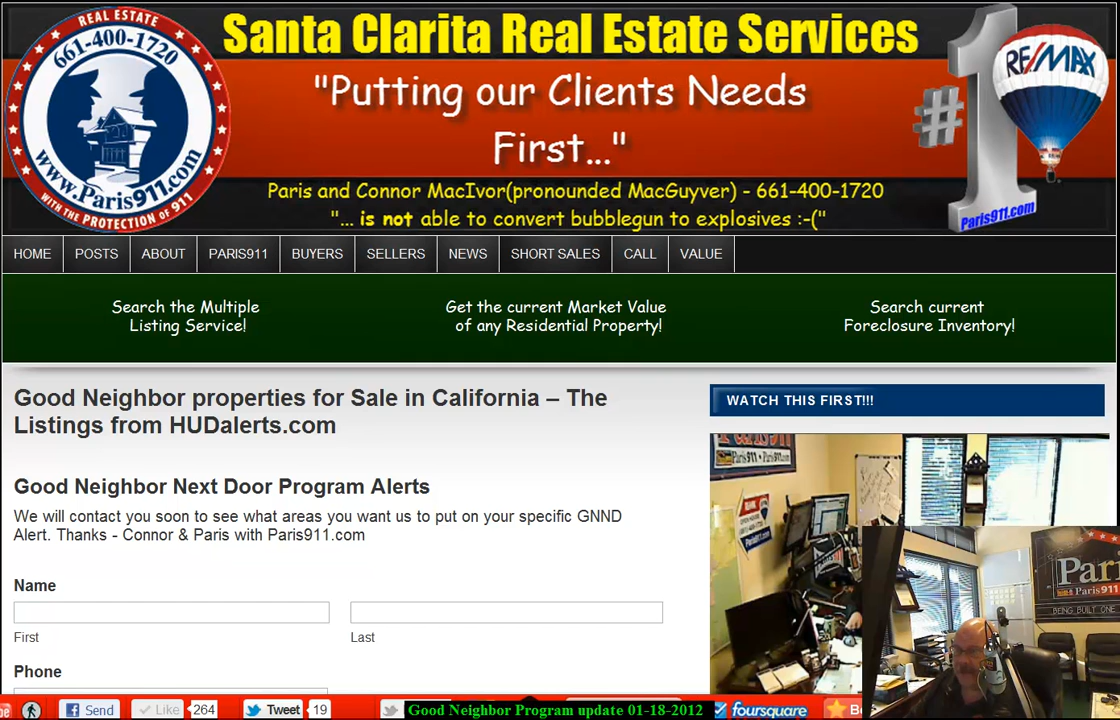 REAL ESTATE
661-400-1720
www.Paris911.com
WITH THE PROTECTION OF 911
Santa Clarita Real Estate Services
"Putting our Clients Needs
First..."
Paris and Connor MacIvor(pronounded MacGuyver) - 661-400-1720
"... is not able to convert bubblegun to explosives :-("
#1
RE/MAX
Paris911.com
HOME
POSTS
ABOUT
PARIS911
BUYERS
SELLERS
NEWS
SHORT SALES
CALL
VALUE
Search the Multiple
Listing Service!
Get the current Market Value
of any Residential Property!
Search current
Foreclosure Inventory!
Good Neighbor properties for Sale in California – The
Listings from HUDalerts.com
Good Neighbor Next Door Program Alerts
We will contact you soon to see what areas you want us to put on your specific GNND
Alert. Thanks - Connor & Paris with Paris911.com
Name
First
Last
Phone
WATCH THIS FIRST!!!
Paris911
Pari
Paris911
BEING BUILT ONE
Send
Like
264
Tweet
19
Good Neighbor Program update 01-18-2012
foursquare